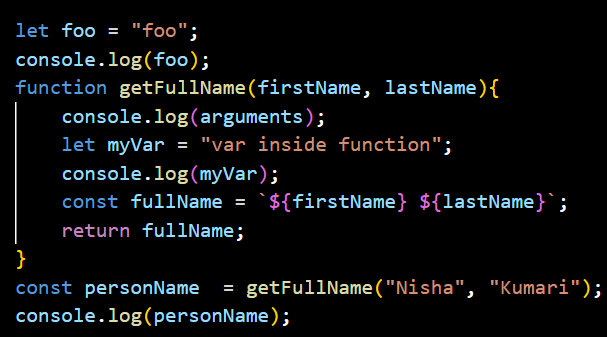 let foo = "foo";
console.log(foo);
function getFullName(firstName, lastName){
    console.log(arguments);
    let myVar = "var inside function";
    console.log(myVar);
    const fullName = `${firstName} ${lastName}`;
    return fullName;
}
const personName  = getFullName("Nisha", "Kumari");
console.log(personName);